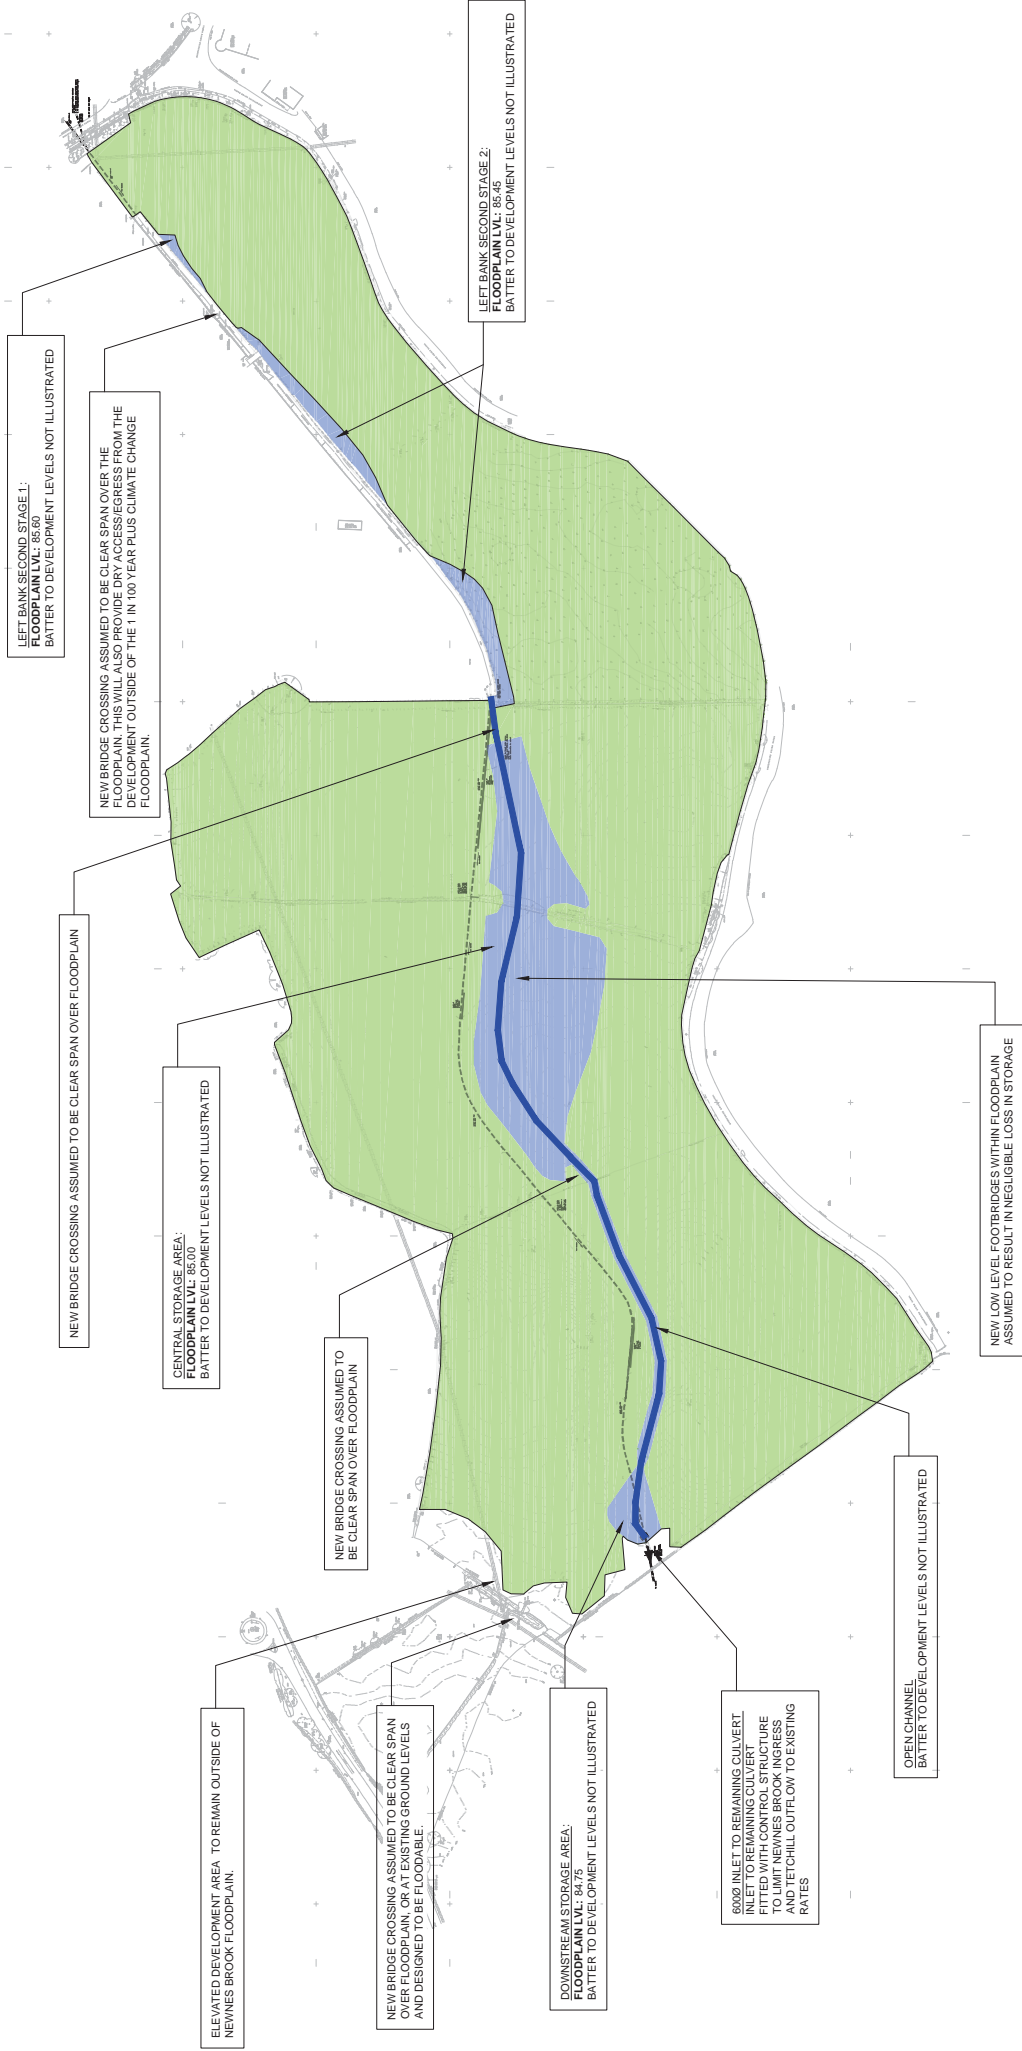 LEFT BANK SECOND STAGE 1:
FLOODPLAIN LVL: 85.60
BATTER TO DEVELOPMENT LEVELS NOT ILLUSTRATED
NEW BRIDGE CROSSING ASSUMED TO BE CLEAR SPAN OVER THE
FLOODPLAIN. THIS WILL ALSO PROVIDE DRY ACCESS/EGRESS FROM THE
DEVELOPMENT OUTSIDE OF THE 1 IN 100 YEAR PLUS CLIMATE CHANGE
FLOODPLAIN.
LEFT BANK SECOND STAGE 2:
FLOODPLAIN LVL: 85.45
BATTER TO DEVELOPMENT LEVELS NOT ILLUSTRATED
NEW BRIDGE CROSSING ASSUMED TO BE CLEAR SPAN OVER FLOODPLAIN
CENTRAL STORAGE AREA:
FLOODPLAIN LVL: 85.00
BATTER TO DEVELOPMENT LEVELS NOT ILLUSTRATED
NEW BRIDGE CROSSING ASSUMED TO
BE CLEAR SPAN OVER FLOODPLAIN
NEW LOW LEVEL FOOTBRIDGES WITHIN FLOODPLAIN
ASSUMED TO RESULT IN NEGLIGIBLE LOSS IN STORAGE
ELEVATED DEVELOPMENT AREA TO REMAIN OUTSIDE OF
NEWNES BROOK FLOODPLAIN.
NEW BRIDGE CROSSING ASSUMED TO BE CLEAR SPAN
OVER FLOODPLAIN, OR AT EXISTING GROUND LEVELS
AND DESIGNED TO BE FLOODABLE.
DOWNSTREAM STORAGE AREA:
FLOODPLAIN LVL: 84.75
BATTER TO DEVELOPMENT LEVELS NOT ILLUSTRATED
600Ø INLET TO REMAINING CULVERT
INLET TO REMAINING CULVERT
FITTED WITH CONTROL STRUCTURE
TO LIMIT NEWNES BROOK INGRESS
AND TETCHILL OUTFLOW TO EXISTING
RATES
OPEN CHANNEL
BATTER TO DEVELOPMENT LEVELS NOT ILLUSTRATED